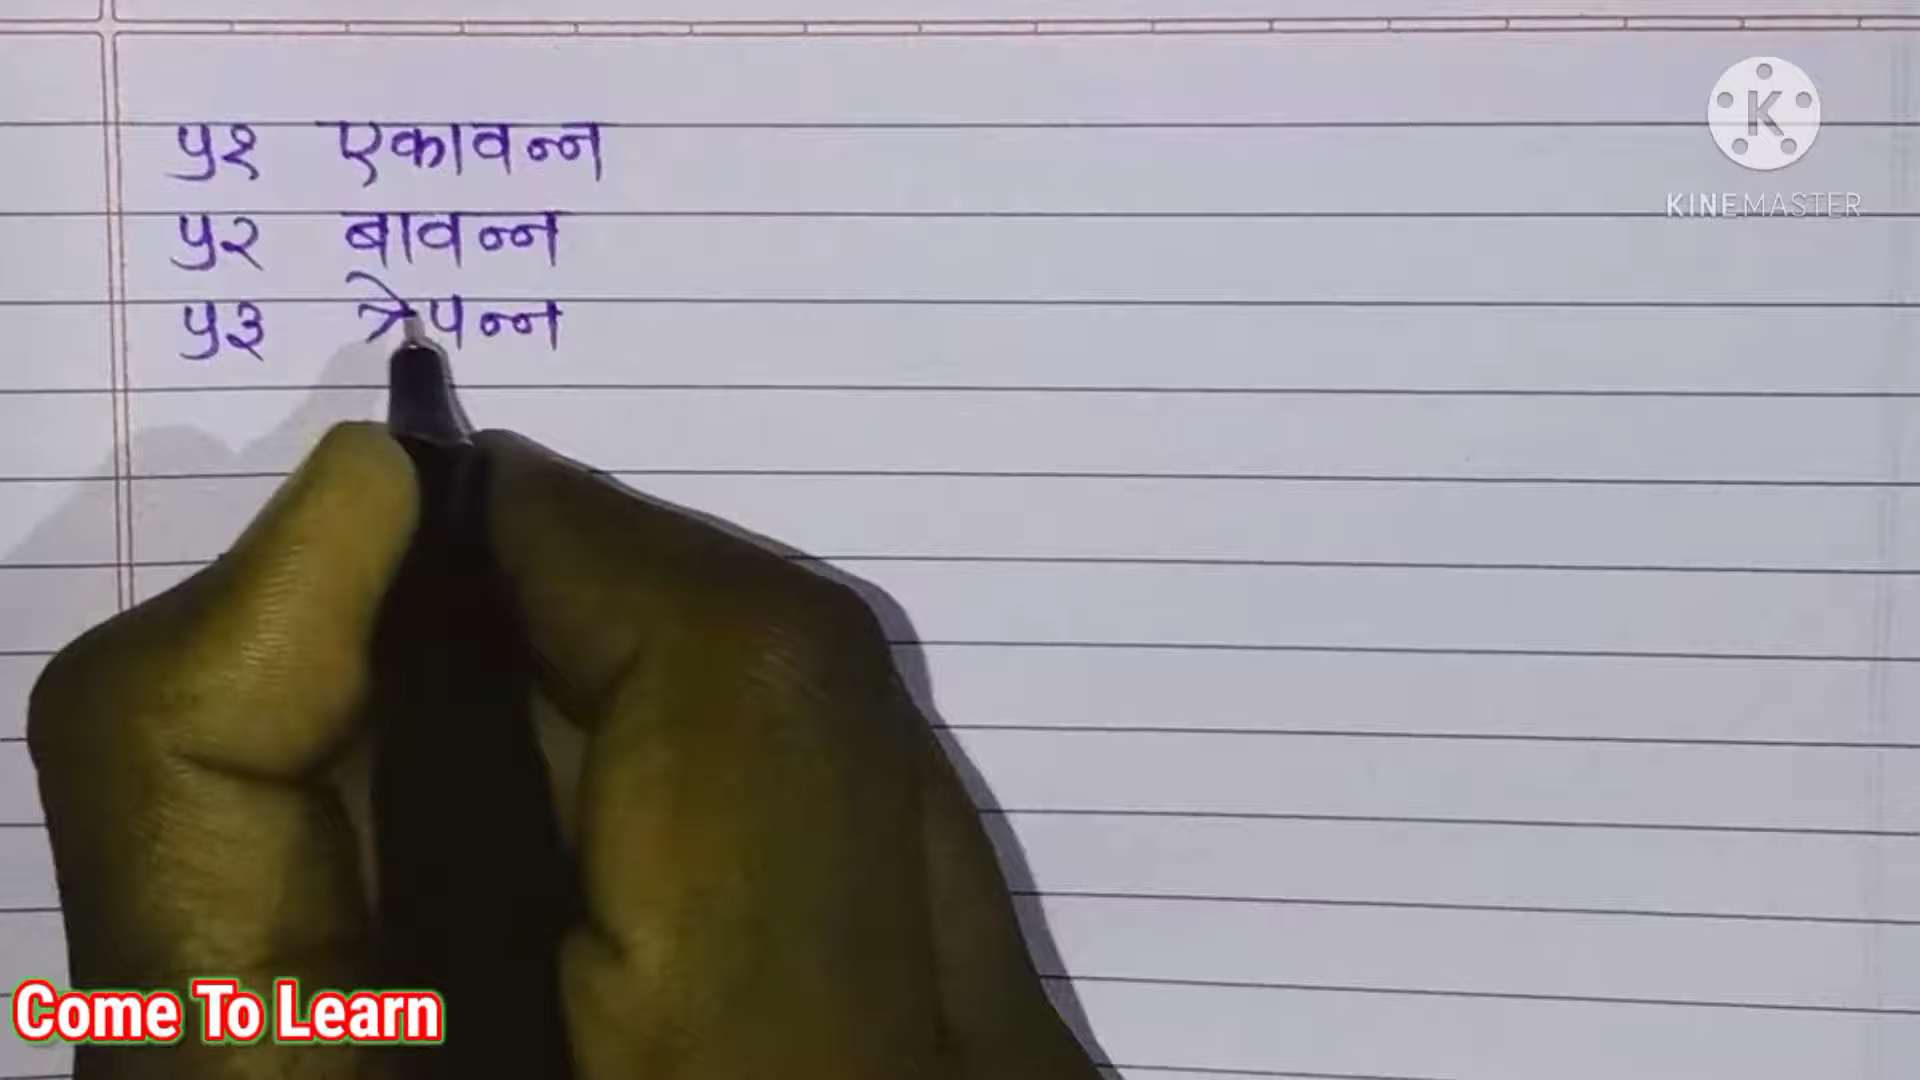 ५१ एकावन्न
५२ बावन्न
५३ त्रेपन्न
K
KINEMASTER
Come To Learn